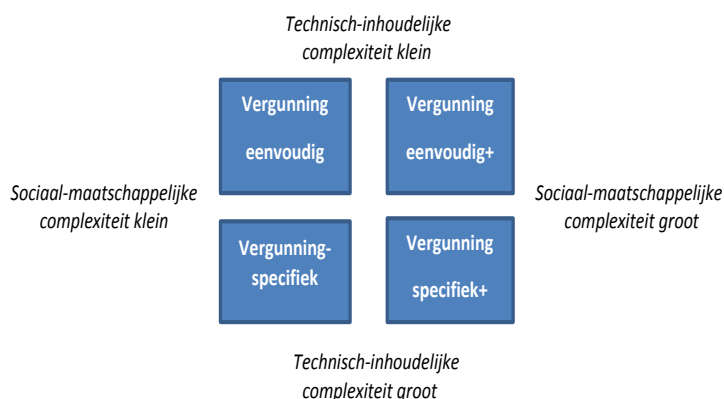 Technisch-inhoudelijke
complexiteit klein
Vergunning
eenvoudig
Vergunning
eenvoudig+
Sociaal-maatschappelijke
complexiteit klein
Sociaal-maatschappelijke
complexiteit groot
Vergunning-
specifiek
Vergunning
specifiek+
Technisch-inhoudelijke
complexiteit groot